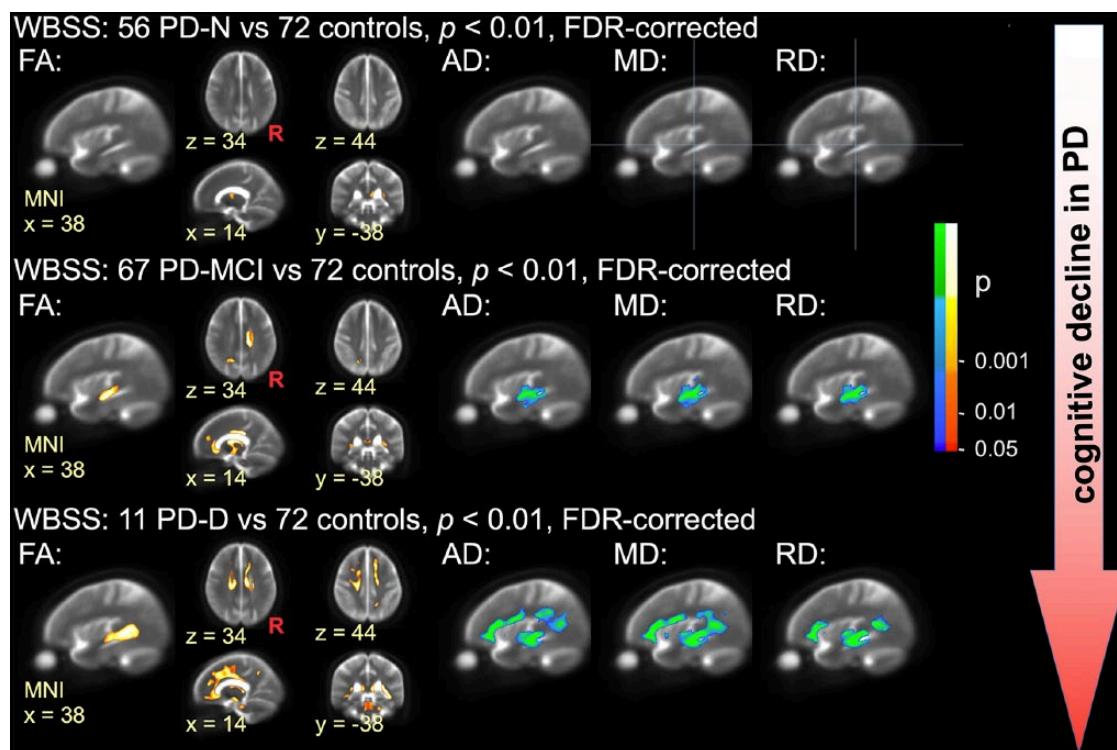 WBSS: 56 PD-N vs 72 controls, p < 0.01, FDR-corrected
FA: AD: MD: RD:
z = 34 R z = 44
MNI
x = 38 x = 14 y = -38
WBSS: 67 PD-MCI vs 72 controls, p < 0.01, FDR-corrected
FA: AD: MD: RD:
z = 34 R z = 44
MNI
x = 38 x = 14 y = -38
WBSS: 11 PD-D vs 72 controls, p < 0.01, FDR-corrected
FA: AD: MD: RD:
z = 34 R z = 44
MNI
x = 38 x = 14 y = -38
p
0.001
0.01
0.05
cognitive decline in PD